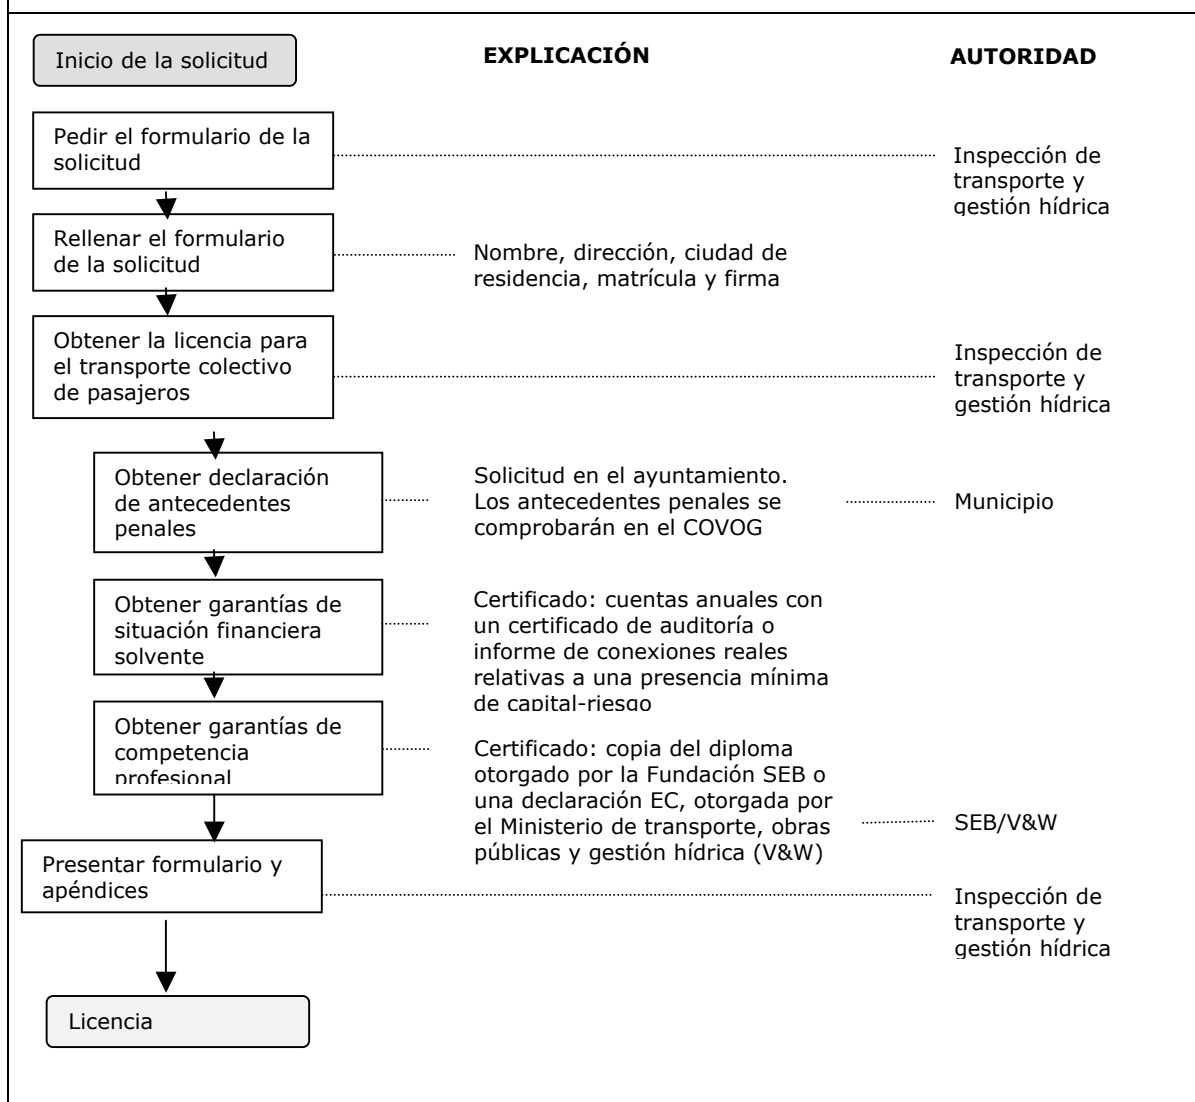 Inicio de la solicitud
EXPLICACIÓN
AUTORIDAD
Pedir el formulario de la
solicitud
Inspección de
transporte y
gestión hídrica
Rellenar el formulario
de la solicitud
Nombre, dirección, ciudad de
residencia, matrícula y firma
Obtener la licencia para
el transporte colectivo
de pasajeros
Inspección de
transporte y
gestión hídrica
Obtener declaración
de antecedentes
penales
Solicitud en el ayuntamiento.
Los antecedentes penales se
comprobarán en el COVOG
Municipio
Obtener garantías de
situación financiera
solvente
Certificado: cuentas anuales con
un certificado de auditoría o
informe de conexiones reales
relativas a una presencia mínima
de capital-riesgo
Obtener garantías de
competencia
profesional
Certificado: copia del diploma
otorgado por la Fundación SEB o
una declaración EC, otorgada por
el Ministerio de transporte, obras
públicas y gestión hídrica (V&W)
SEB/V&W
Presentar formulario y
apéndices
Inspección de
transporte y
gestión hídrica
Licencia